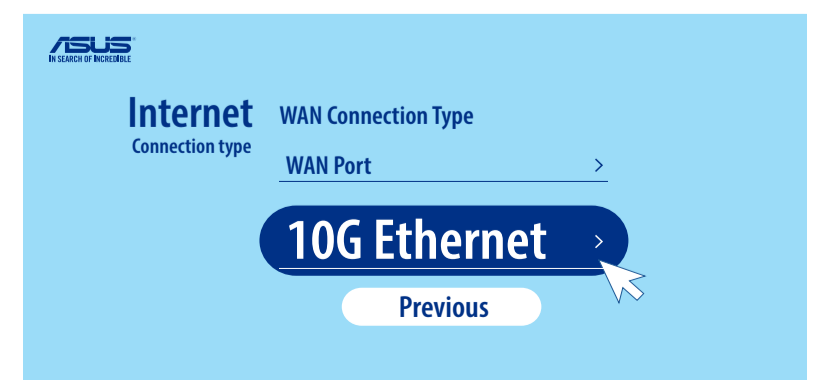 ASUS
IN SEARCH OF INCREDIBLE
Internet
Connection type
WAN Connection Type
WAN Port
10G Ethernet
Previous